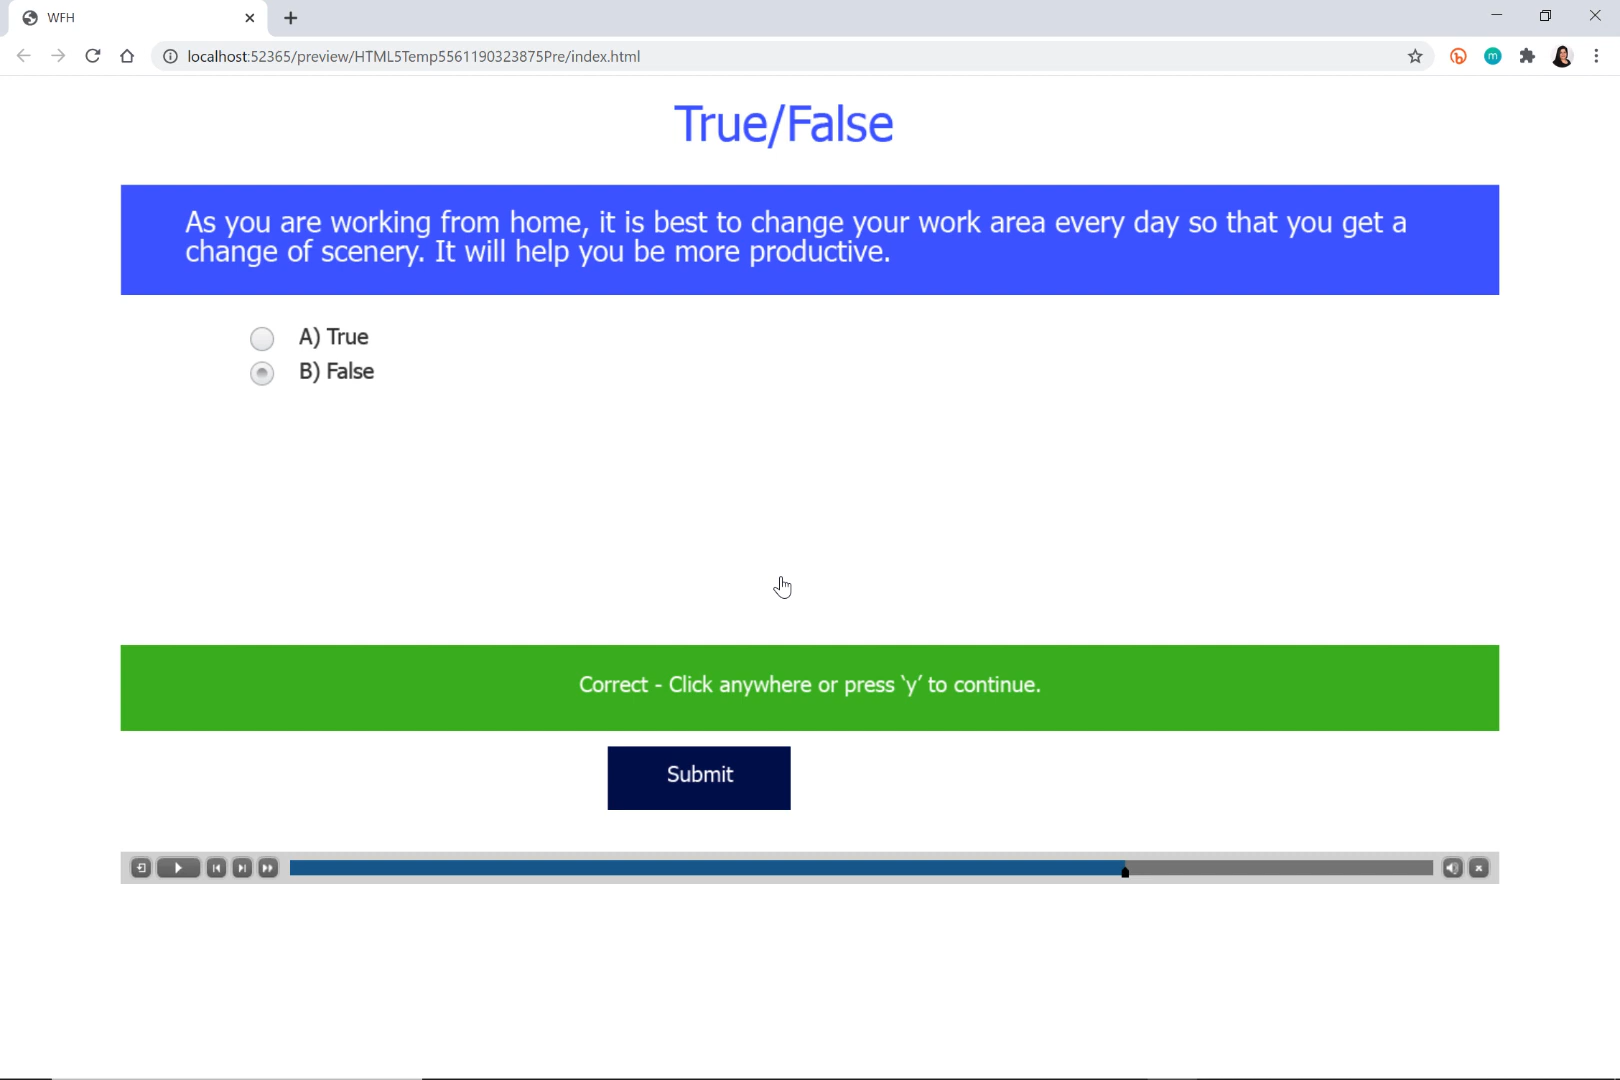 WFH
localhost:52365/preview/HTML5Temp5561190323875Pre/index.html
m
True/False
As you are working from home, it is best to change your work area every day so that you get a
change of scenery. It will help you be more productive.
A) True
B) False
Correct - Click anywhere or press ‘y’ to continue.
Submit